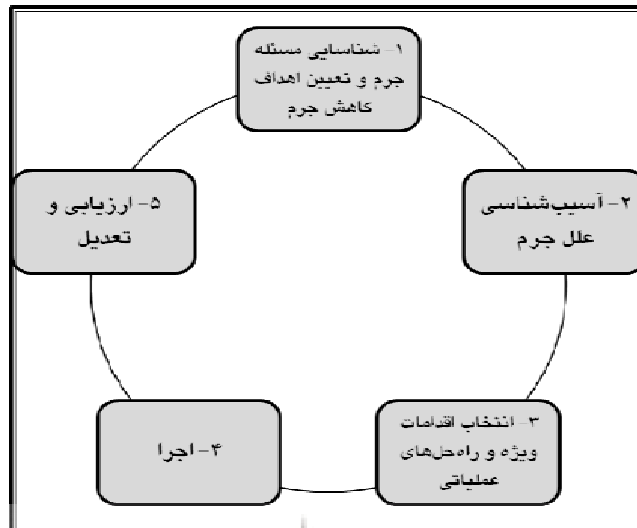 ۱- شناسایی مسئله
جرم و تعیین اهداف
کاهش جرم
۲- آسیب‌شناسی
علل جرم
۳- انتخاب اقدامات
ویژه و راه‌حل‌های
عملیاتی
۴- اجرا
۵- ارزیابی و
تعدیل